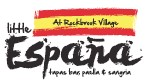 At Rockbrook Village
little
España
tapas bar paella & sangria